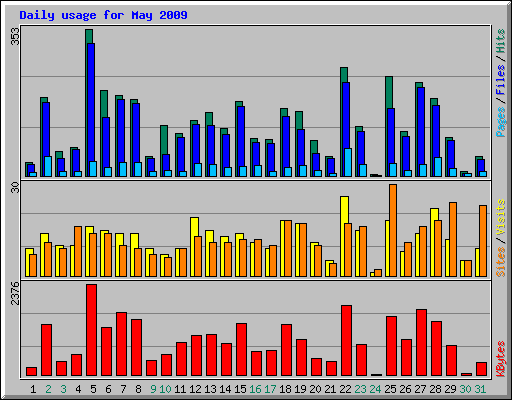 Daily usage for May 2009
353
Pages / Files / Hits
30
Sites / Visits
2376
KBytes
1 2 3 4 5 6 7 8 9 10 11 12 13 14 15 16 17 18 19 20 21 22 23 24 25 26 27 28 29 30 31